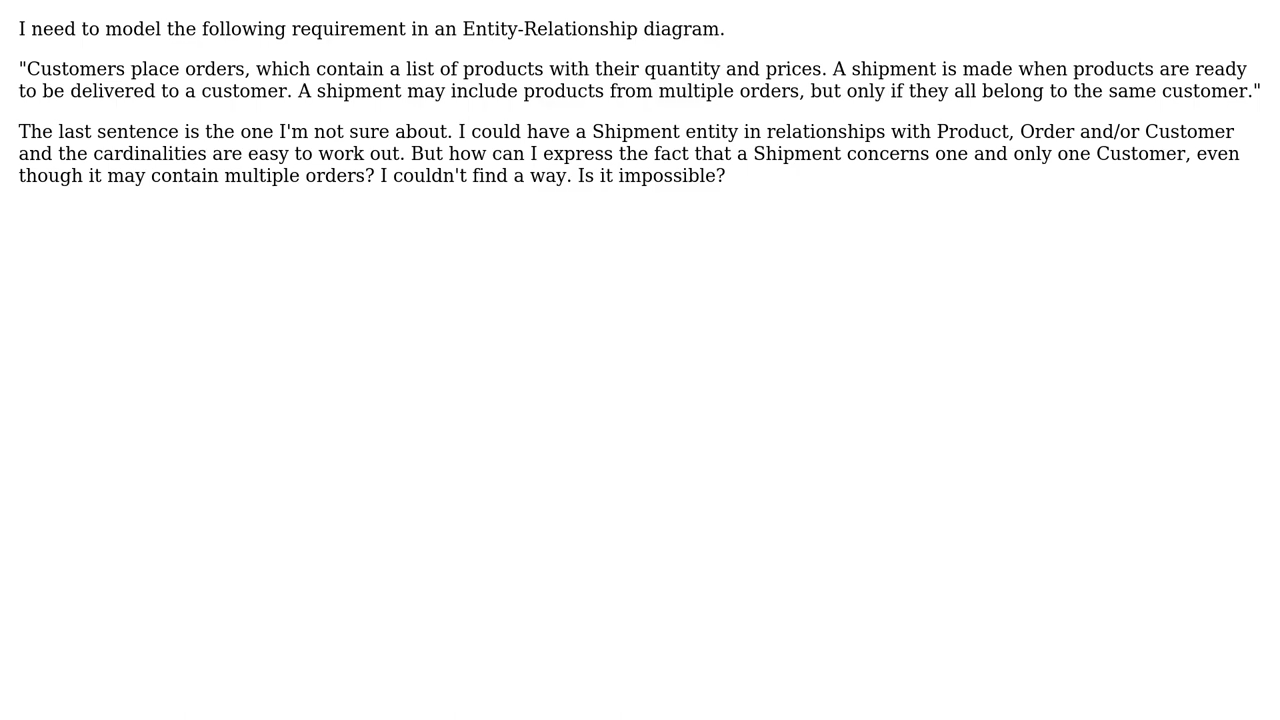 I need to model the following requirement in an Entity-Relationship diagram.
"Customers place orders, which contain a list of products with their quantity and prices. A shipment is made when products are ready
to be delivered to a customer. A shipment may include products from multiple orders, but only if they all belong to the same customer."
The last sentence is the one I'm not sure about. I could have a Shipment entity in relationships with Product, Order and/or Customer
and the cardinalities are easy to work out. But how can I express the fact that a Shipment concerns one and only one Customer, even
though it may contain multiple orders? I couldn't find a way. Is it impossible?